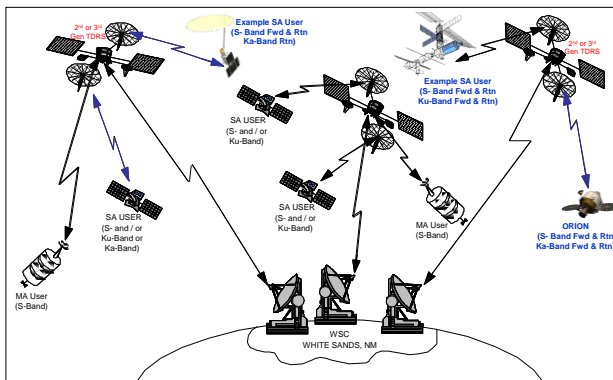 2nd or 3rd
Gen TDRS
Example SA User
(S- Band Fwd & Rtn
Ka-Band Rtn)
SA USER
(S- and / or
Ku-Band)
Example SA User
(S- Band Fwd & Rtn
Ku-Band Fwd & Rtn)
2nd or 3rd
Gen TDRS
SA USER
(S- and / or
Ku-Band or
Ka-Band)
SA USER
(S- and / or
Ku-Band)
MA User
(S-Band)
ORION
(S- Band Fwd & Rtn
Ka-Band Fwd & Rtn)
MA User
(S-Band)
WSC
WHITE SANDS, NM